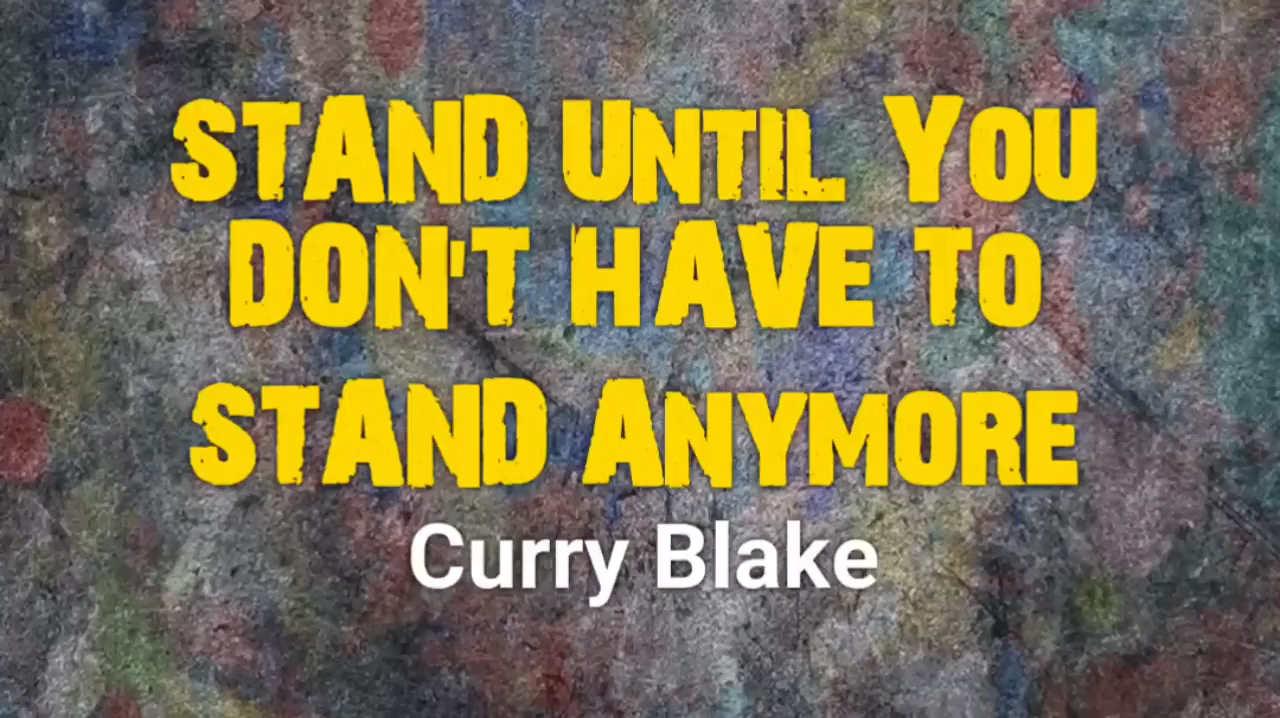 STAND UNTIL YOU
DON'T HAVE TO
STAND ANYMORE
Curry Blake